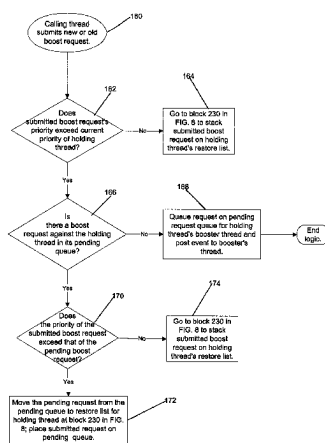 160
Calling thread
submits new or old
boost request.
162
Does
submitted boost request's
priority exceed current
priority of holding
thread?
No
164
Go to block 230 in
FIG. 8 to stack
submitted boost
request on holding
thread's restore list.
Yes
166
Is
there a boost
request against the holding
thread in its pending
queue?
No
168
Queue request on pending
request queue for holding
thread's booster thread and
post event to booster's
thread.
End
logic.
Yes
170
Does
the priority of the
submitted boost request
exceed that of the
pending boost
request?
No
174
Go to block 230 in
FIG. 8 to stack
submitted boost
request on holding
thread's restore list.
Yes
Move the pending request from the
pending queue to restore list for
holding thread at block 230 in FIG.
8; place submitted request on
pending queue.
172